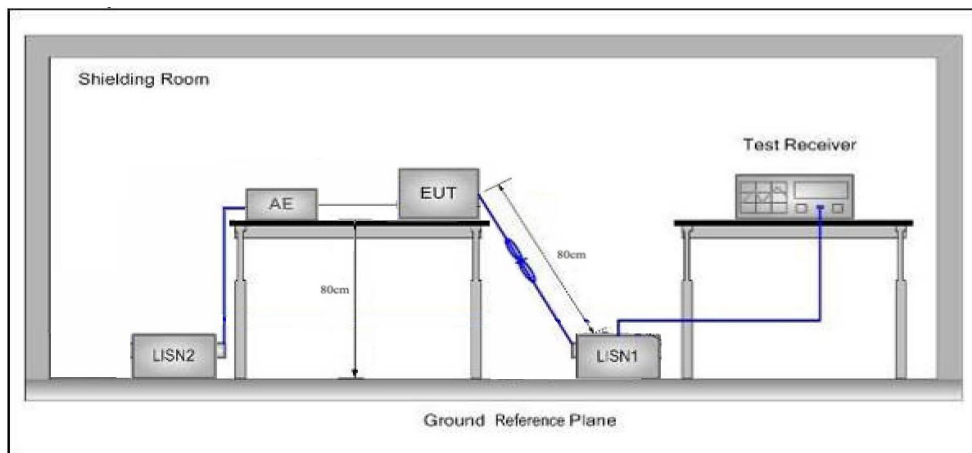 Shielding Room
Test Receiver
EUT
AE
80cm
80cm
LISN2
LISN1
Ground Reference Plane